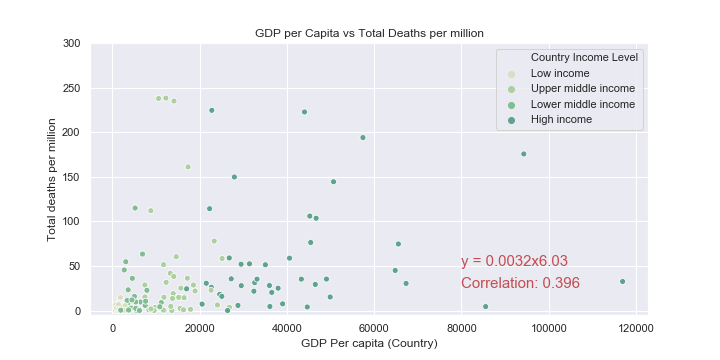 GDP per Capita vs Total Deaths per million
300
250
200
150
100
50
0
Total deaths per million
Country Income Level
Low income
Upper middle income
Lower middle income
High income
y = 0.0032x6.03
Correlation: 0.396
0 20000 40000 60000 80000 100000 120000
GDP Per capita (Country)